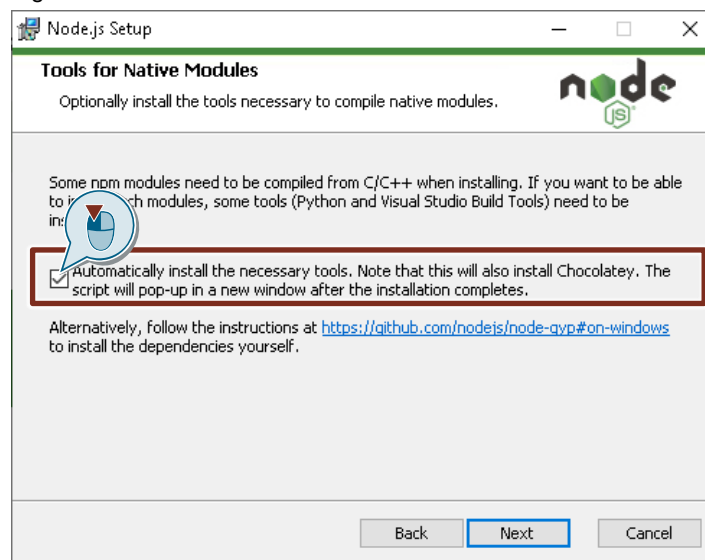 Node.js Setup
Tools for Native Modules
Optionally install the tools necessary to compile native modules.
node
JS
Some npm modules need to be compiled from C/C++ when installing. If you want to be able
to ch modules, some tools (Python and Visual Studio Build Tools) need to be
Automatically install the necessary tools. Note that this will also install Chocolatey. The
script will pop-up in a new window after the installation completes.
Alternatively, follow the instructions at https://github.com/nodejs/node-gyp#on-windows
to install the dependencies yourself.
Back
Next
Cancel